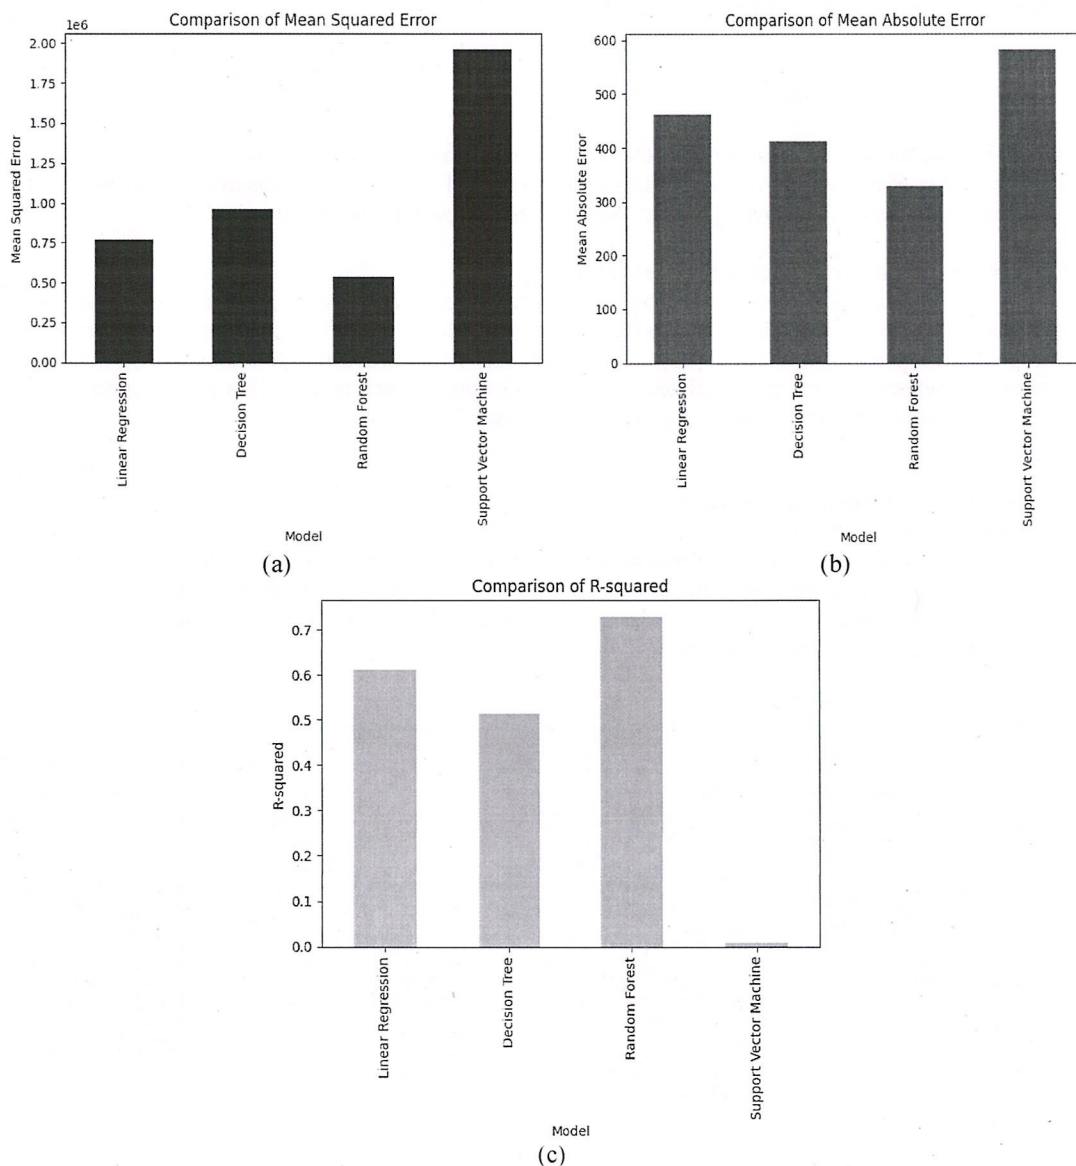 Comparison of Mean Squared Error
1e6
2.00
1.75
1.50
1.25
1.00
0.75
0.50
0.25
0.00
Mean Squared Error
Linear Regression
Decision Tree
Random Forest
Support Vector Machine
Model
(a)
Comparison of Mean Absolute Error
600
500
400
300
200
100
0
Mean Absolute Error
Linear Regression
Decision Tree
Random Forest
Support Vector Machine
Model
(b)
Comparison of R-squared
0.7
0.6
0.5
0.4
0.3
0.2
0.1
0.0
R-squared
Linear Regression
Decision Tree
Random Forest
Support Vector Machine
Model
(c)